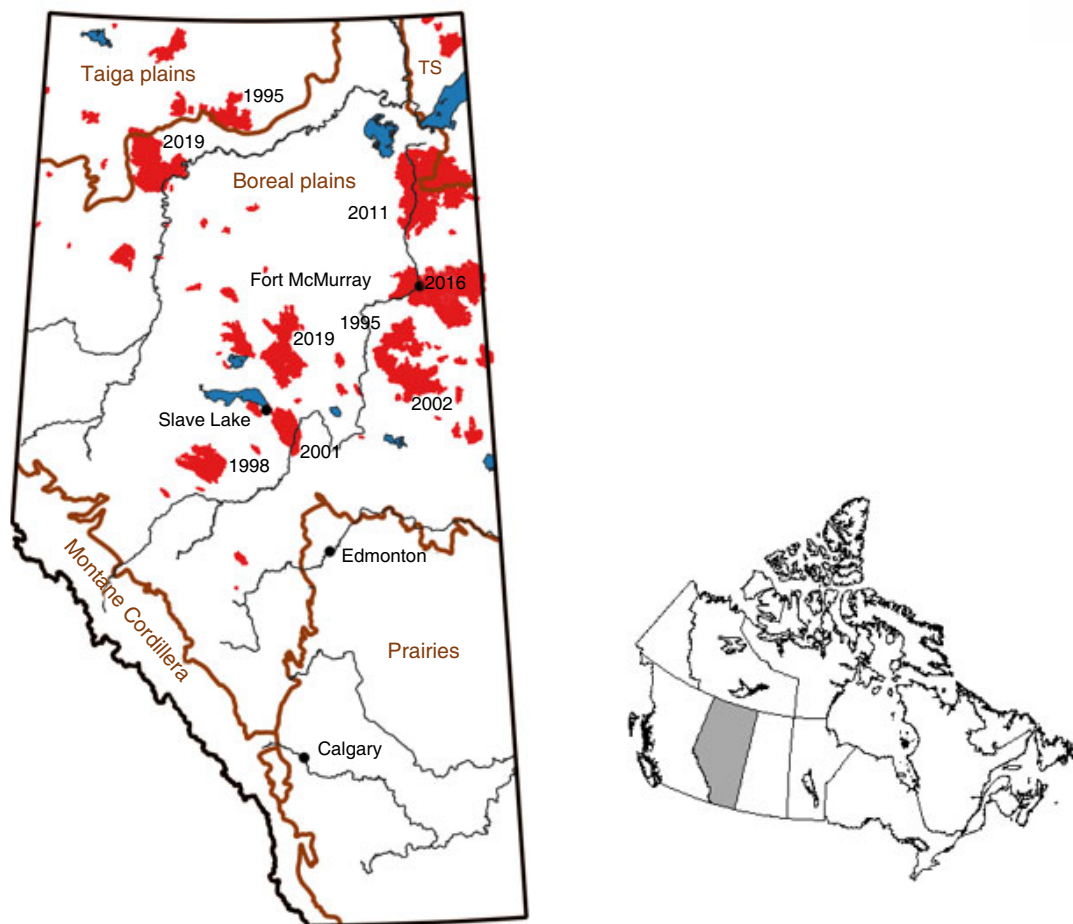 Taiga plains
TS
1995
2019
Boreal plains
2011
Fort McMurray
2016
1995
2019
2002
Slave Lake
2001
1998
Edmonton
Montane Cordillera
Prairies
Calgary